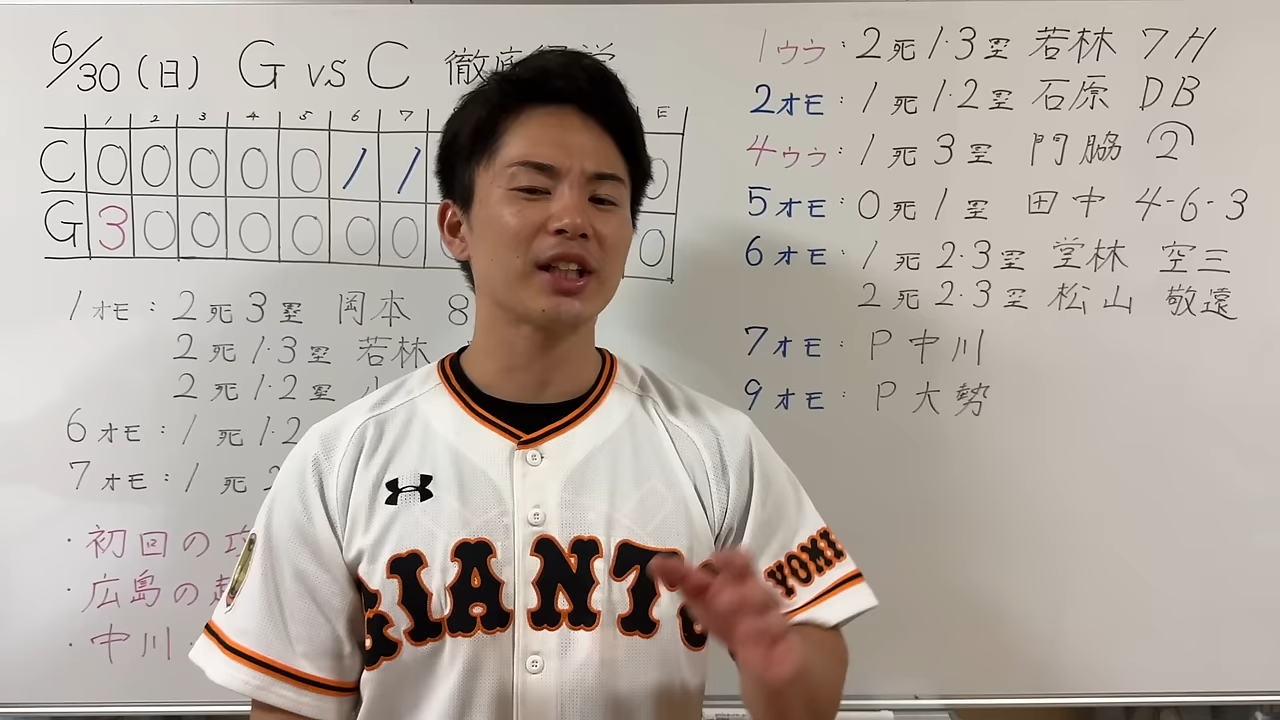 6/30(日) G vs C 徹底解説
1 2 3 4 5 6 7 E
C 0 0 0 0 0 1 1 0
G 3 0 0 0 0 0 0 0
1オモ:2死3塁 岡本 8
2死1・3塁 若林
2死1・2塁
6オモ:1死1・2
7オモ:1死2
・初回の攻
・広島の
・中川
1ウラ:2死1・3塁 若林 7H
2オモ:1死1・2塁 石原 DB
4ウラ:1死3塁 門脇 2
5オモ:0死1塁 田中 4-6-3
6オモ:1死2・3塁 堂林 空三
2死2・3塁 松山 敬遠
7オモ:P中川
9オモ:P大勢
GIANTS
YOMI